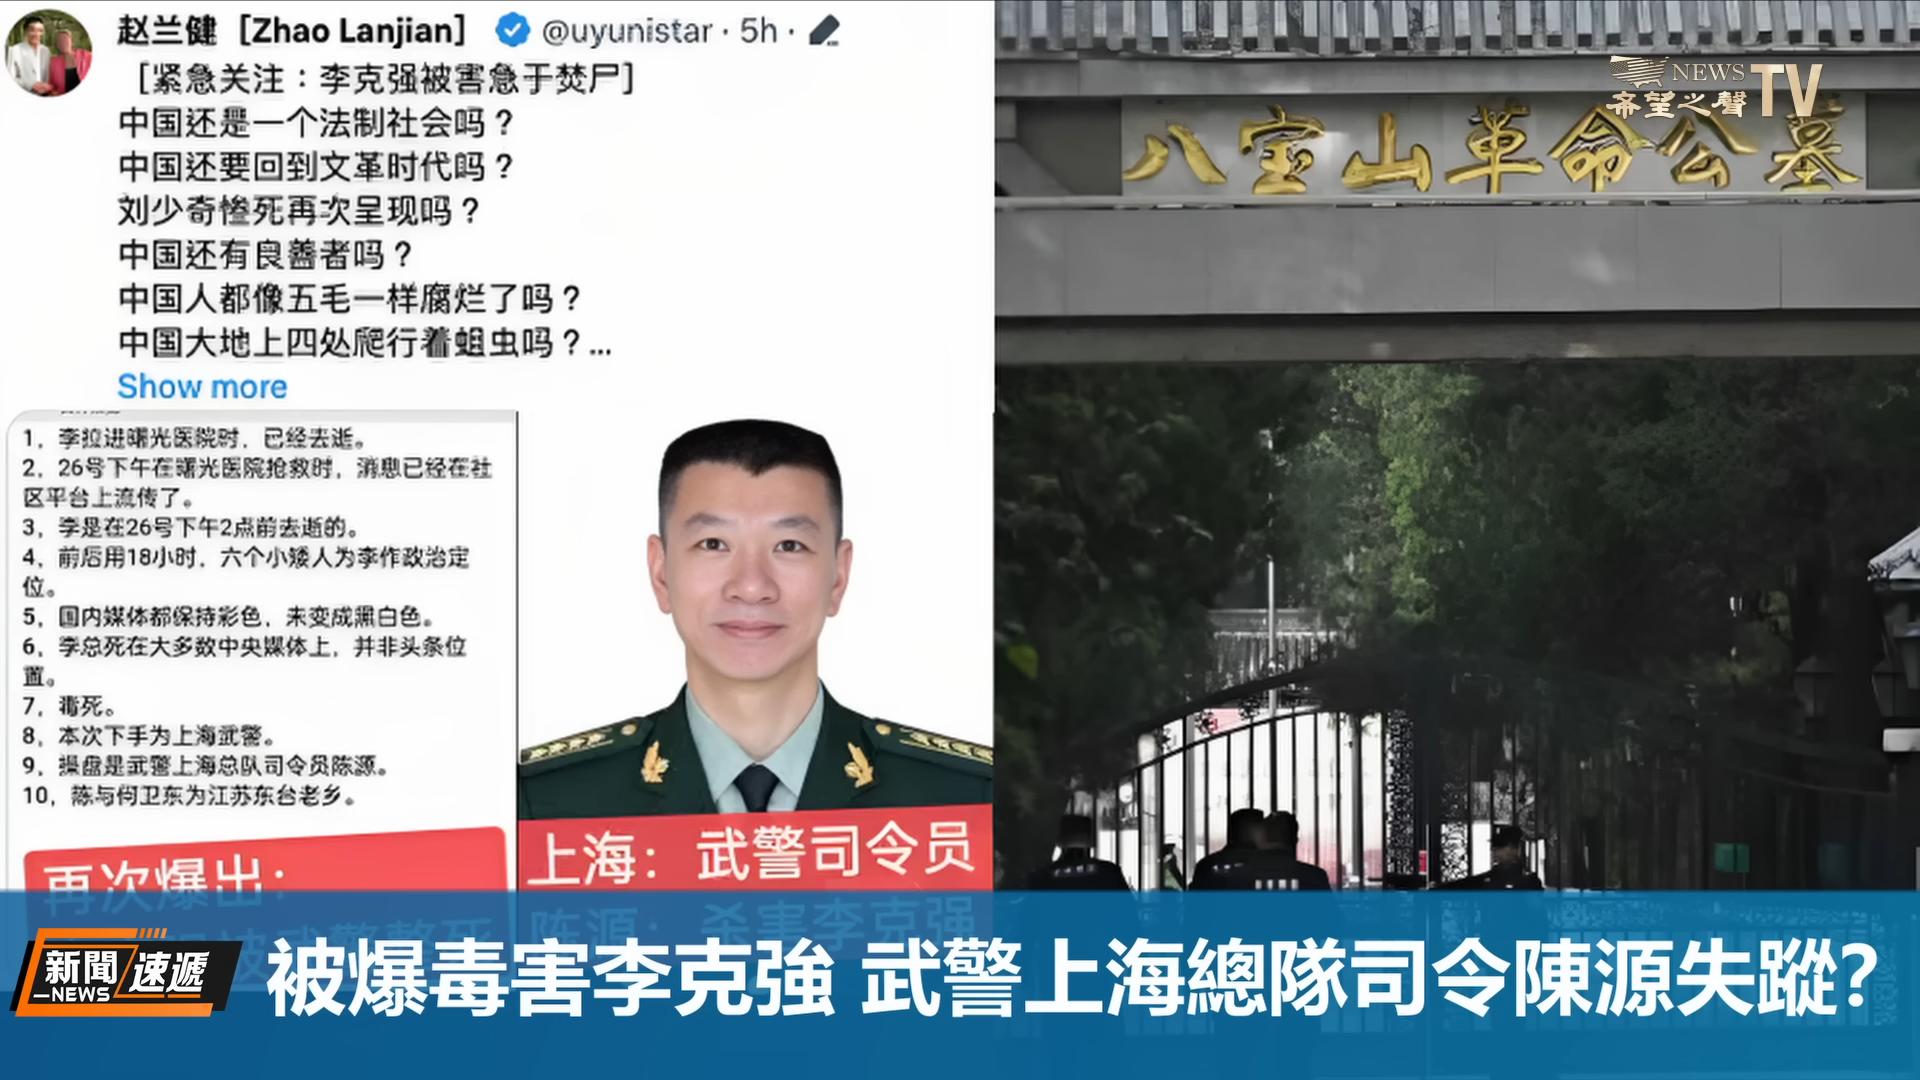 赵兰健 [Zhao Lanjian] @uyunistar · 5h ·
[紧急关注：李克强被害急于焚尸]
中国还是一个法制社会吗？
中国还要回到文革时代吗？
刘少奇惨死再次呈现吗？
中国还有良善者吗？
中国人都像五毛一样腐烂了吗？
中国大地上四处爬行着蛆虫吗？...
Show more
1，李拉进曙光医院时，已经去逝。
2，26号下午在曙光医院抢救时，消息已经在社
区平台上流传了。
3，李是在26号下午2点前去逝的。
4，前后用18小时，六个小矮人为李作政治定
位。
5，国内媒体都保持彩色，未变成黑白色。
6，李总死在大多数中央媒体上，并非头条位
置。
7，毒死。
8，本次下手为上海武警。
9，操盘是武警上海总队司令员陈源。
10，陈与何卫东为江苏东台老乡。
再次爆出：
被武警整死
上海：武警司令员
陈源：杀害李克强
NEWS
希望之聲TV
八宝山革命公墓
新聞速遞
NEWS
被爆毒害李克強 武警上海總隊司令陳源失蹤?